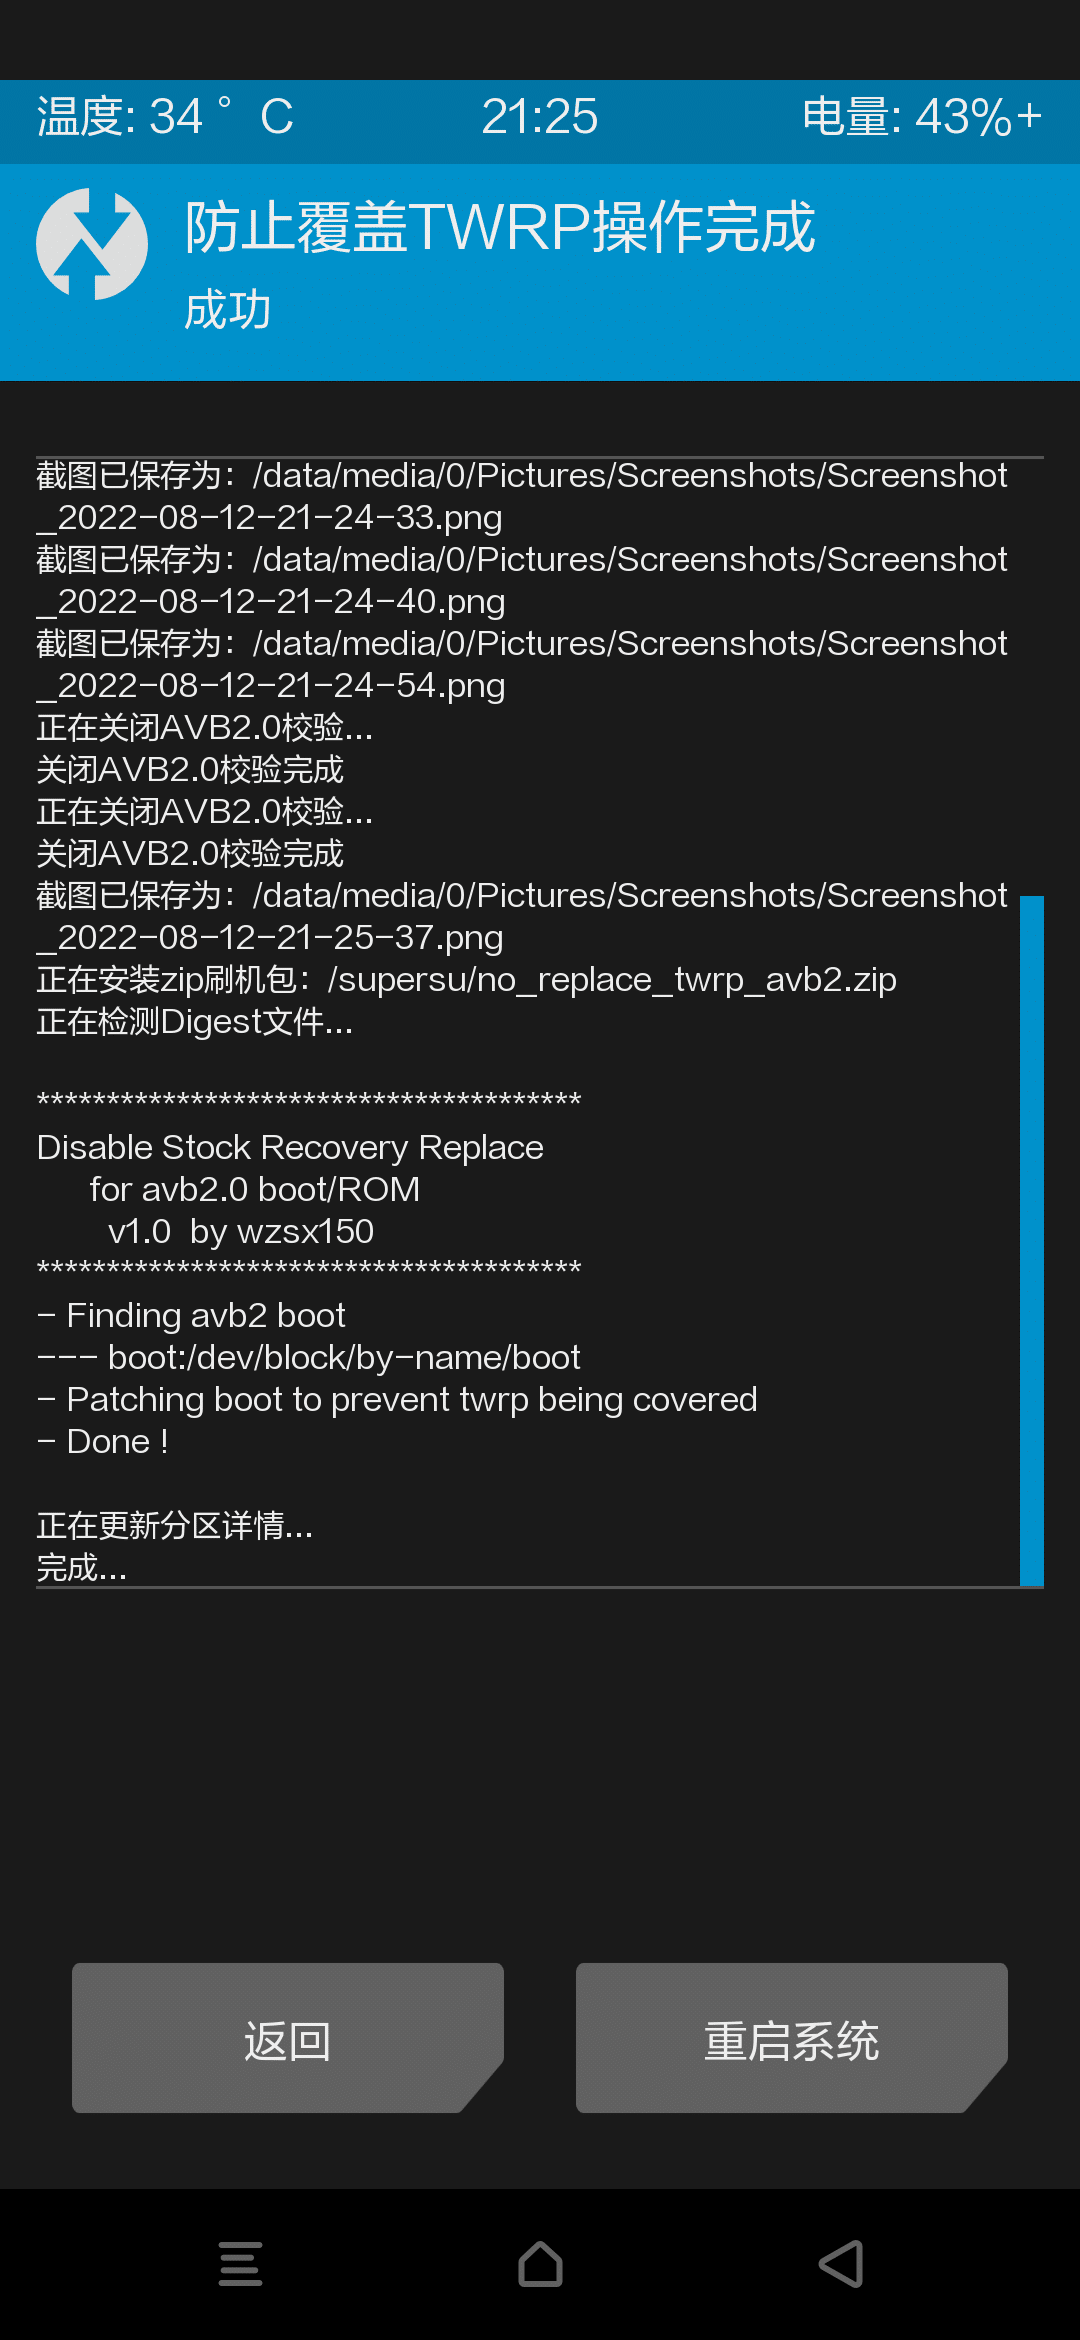 温度: 34 ° C 21:25 电量: 43%+
防止覆盖TWRP操作完成
成功
截图已保存为：/data/media/0/Pictures/Screenshots/Screenshot
_2022-08-12-21-24-33.png
截图已保存为：/data/media/0/Pictures/Screenshots/Screenshot
_2022-08-12-21-24-40.png
截图已保存为：/data/media/0/Pictures/Screenshots/Screenshot
_2022-08-12-21-24-54.png
正在关闭AVB2.0校验...
关闭AVB2.0校验完成
正在关闭AVB2.0校验...
关闭AVB2.0校验完成
截图已保存为：/data/media/0/Pictures/Screenshots/Screenshot
_2022-08-12-21-25-37.png
正在安装zip刷机包：/supersu/no_replace_twrp_avb2.zip
正在检测Digest文件...
***************************************
Disable Stock Recovery Replace
for avb2.0 boot/ROM
v1.0 by wzsx150
***************************************
- Finding avb2 boot
--- boot:/dev/block/by-name/boot
- Patching boot to prevent twrp being covered
- Done !
正在更新分区详情...
完成...
返回 重启系统